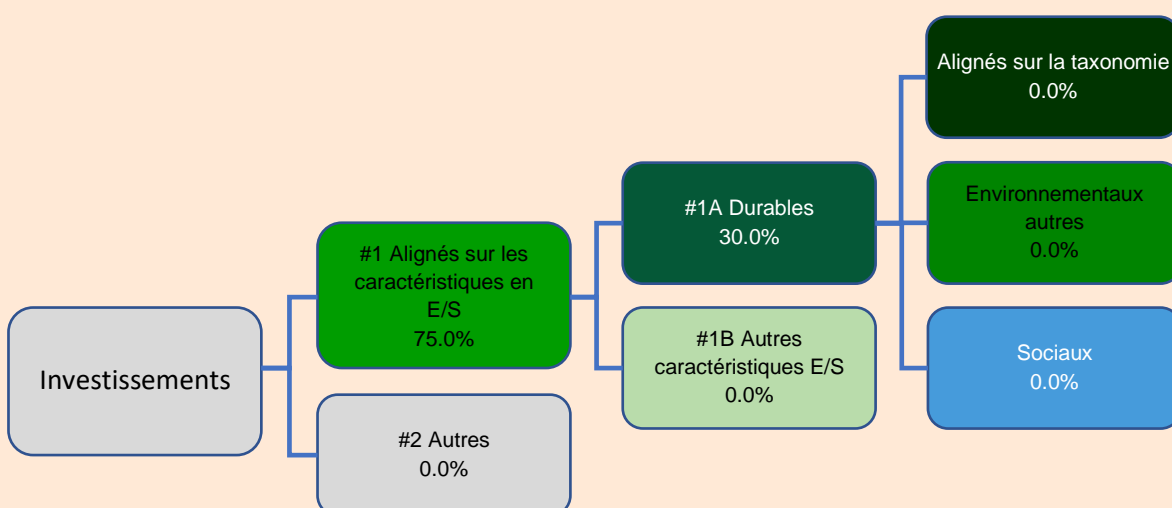 Investissements
#1 Alignés sur les
caractéristiques en
E/S
75.0%
#2 Autres
0.0%
#1A Durables
30.0%
#1B Autres
caractéristiques E/S
0.0%
Alignés sur la taxonomie
0.0%
Environnementaux
autres
0.0%
Sociaux
0.0%